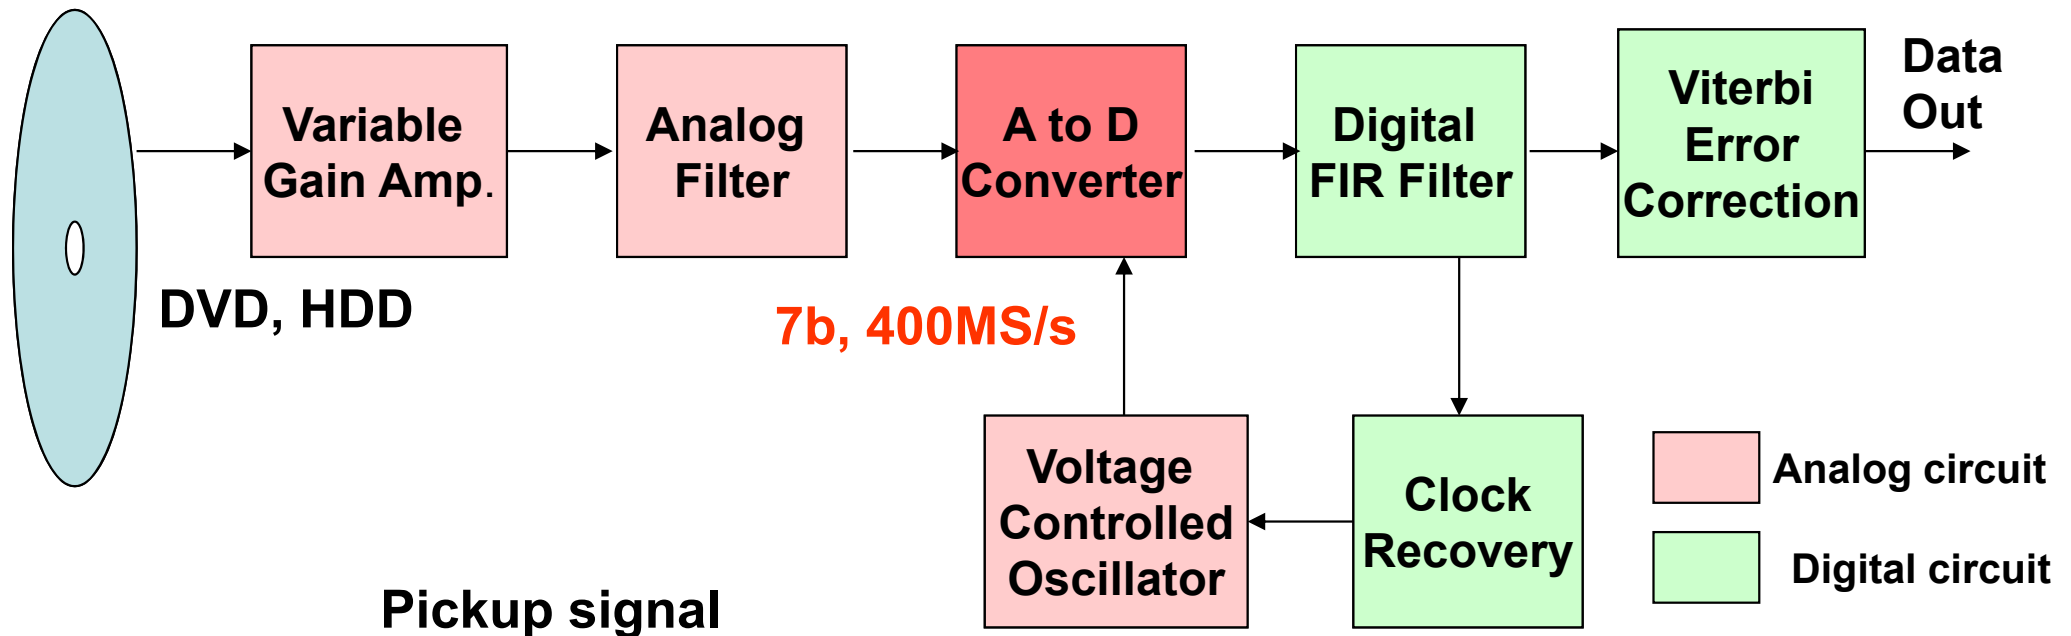 Variable
Gain Amp.
Analog
Filter
A to D
Converter
Digital
FIR Filter
Viterbi
Error
Correction
Data
Out
DVD, HDD
7b, 400MS/s
Voltage
Controlled
Oscillator
Clock
Recovery
Analog circuit
Digital circuit
Pickup signal